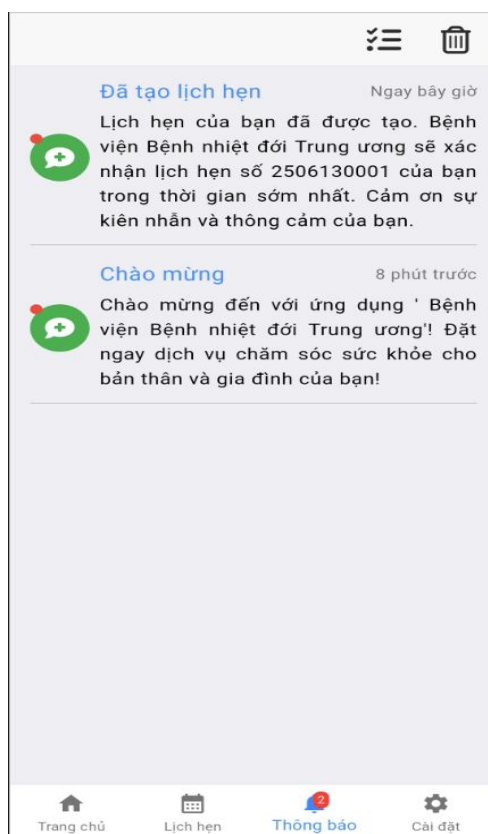 Đã tạo lịch hẹn Ngay bây giờ
Lịch hẹn của bạn đã được tạo. Bệnh
viện Bệnh nhiệt đới Trung ương sẽ xác
nhận lịch hẹn số 2506130001 của bạn
trong thời gian sớm nhất. Cảm ơn sự
kiên nhẫn và thông cảm của bạn.
Chào mừng 8 phút trước
Chào mừng đến với ứng dụng ' Bệnh
viện Bệnh nhiệt đới Trung ương'! Đặt
ngay dịch vụ chăm sóc sức khỏe cho
bản thân và gia đình của bạn!
2
Trang chủ Lịch hẹn Thông báo Cài đặt